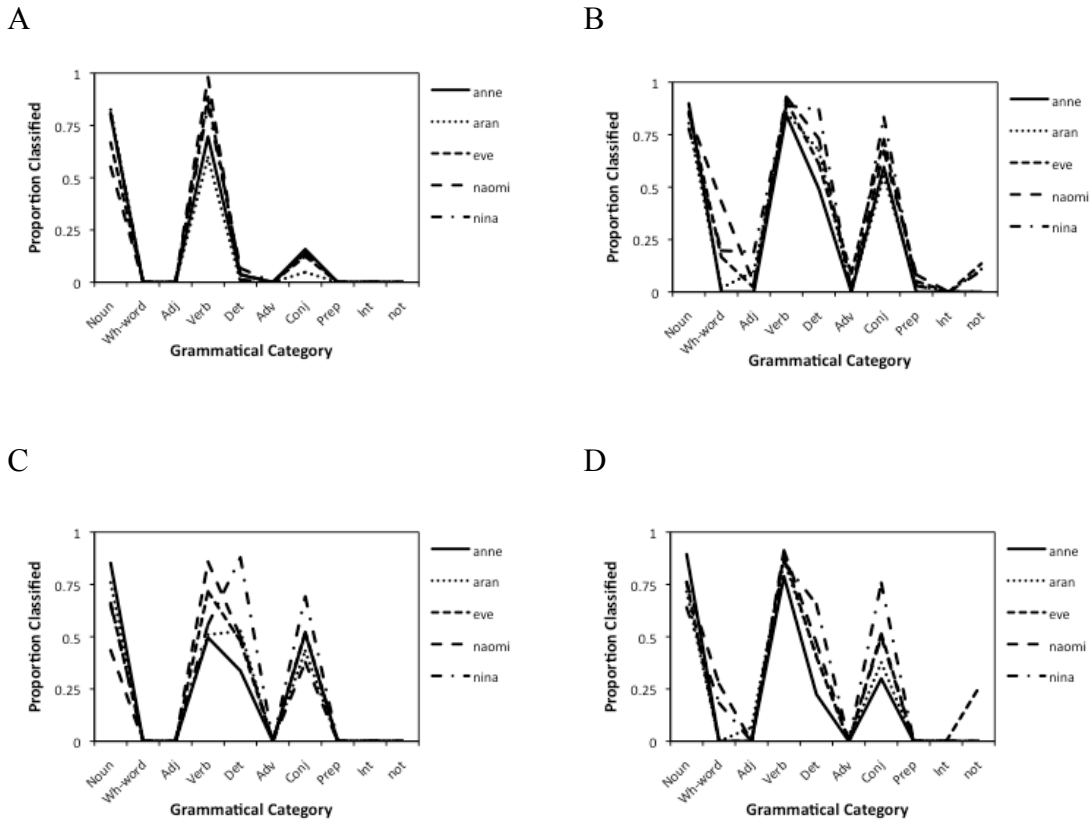 A
Proportion Classified
1
0.75
0.5
0.25
0
Noun
Wh-word
Adj
Verb
Det
Adv
Conj
Prep
Int
not
Grammatical Category
anne
aran
eve
naomi
nina
B
Proportion Classified
1
0.75
0.5
0.25
0
Noun
Wh-word
Adj
Verb
Det
Adv
Conj
Prep
Int
not
Grammatical Category
anne
aran
eve
naomi
nina
C
Proportion Classified
1
0.75
0.5
0.25
0
Noun
Wh-word
Adj
Verb
Det
Adv
Conj
Prep
Int
not
Grammatical Category
anne
aran
eve
naomi
nina
D
Proportion Classified
1
0.75
0.5
0.25
0
Noun
Wh-word
Adj
Verb
Det
Adv
Conj
Prep
Int
not
Grammatical Category
anne
aran
eve
naomi
nina